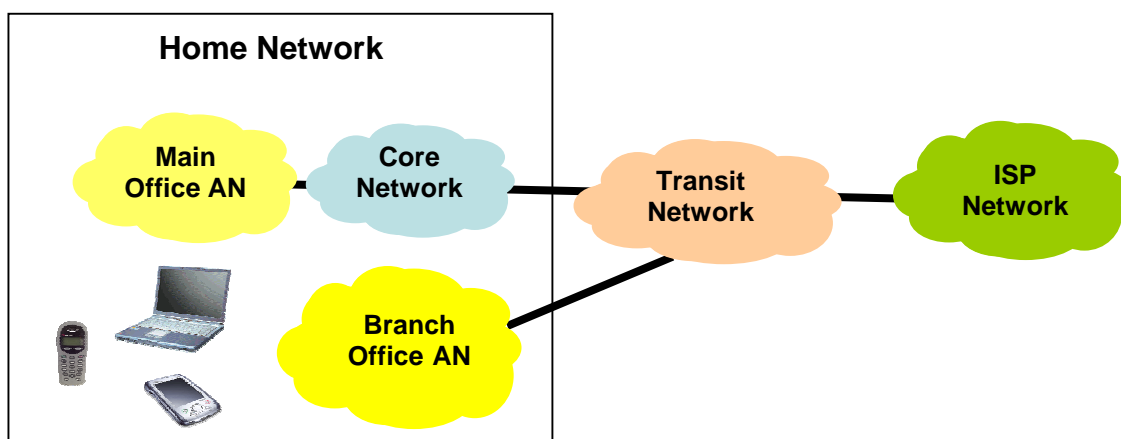 Home Network
Main
Office AN
Core
Network
Transit
Network
ISP
Network
Branch
Office AN